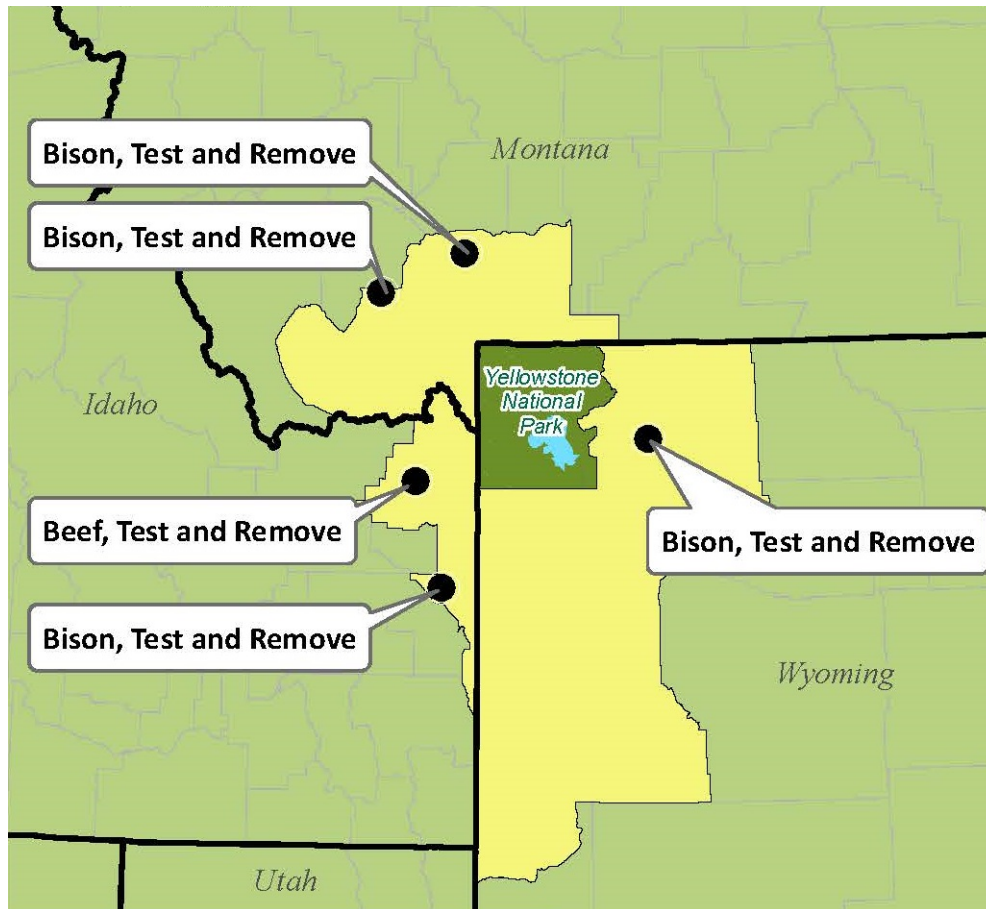 Bison, Test and Remove
Montana
Bison, Test and Remove
Yellowstone
National
Park
Idaho
Beef, Test and Remove
Bison, Test and Remove
Bison, Test and Remove
Wyoming
Utah